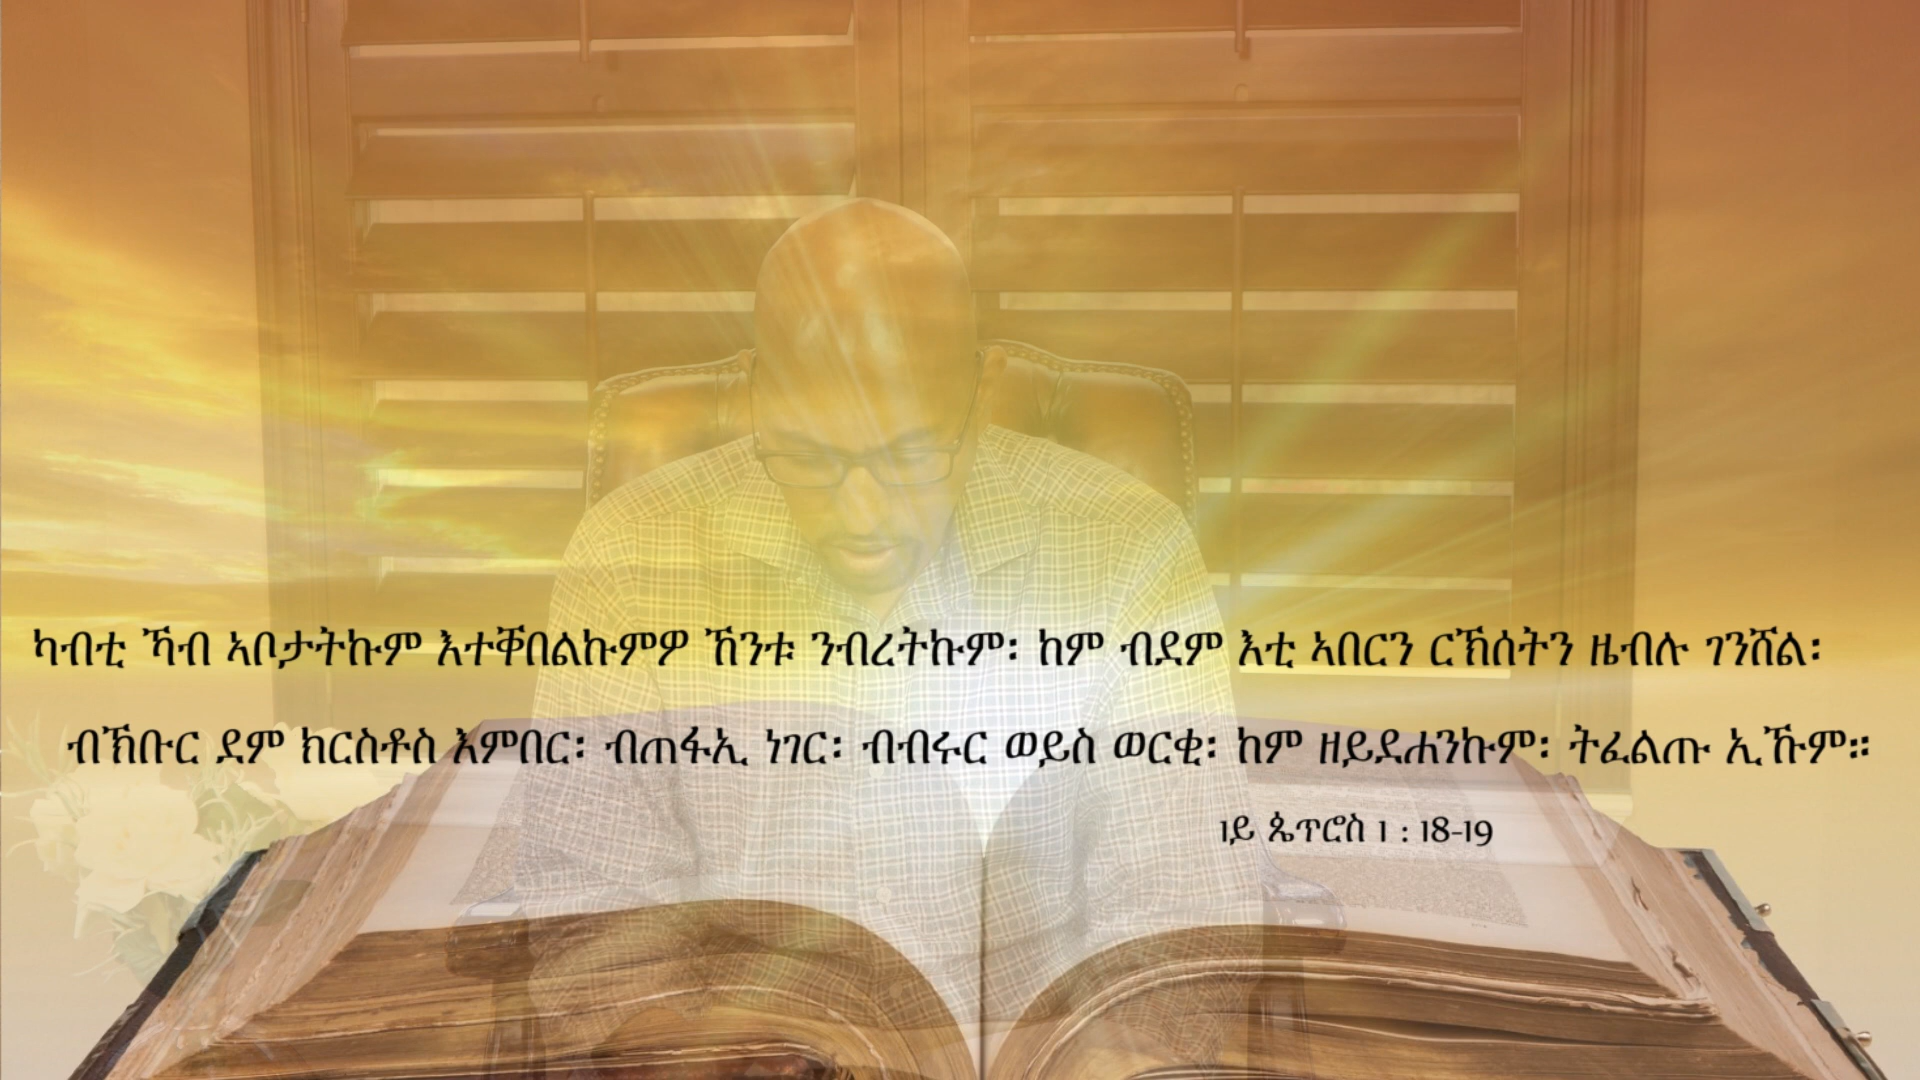 ካብቲ ኻብ ኣቦታትኩም እተቐበልኩምዎ ኸንቱ ንብረትኩም፡ ከም ብደም እቲ ኣበርን ርኽሰትን ዜብሉ ገንሸል፡
ብኽቡር ደም ክርስቶስ እምበር፡ ብጠፋኢ ነገር፡ ብብሩር ወይስ ወርቂ፡ ከም ዘይደሐንኩም፡ ትፈልጡ ኢኹም።
1ይ ጴጥሮስ 1 : 18-19